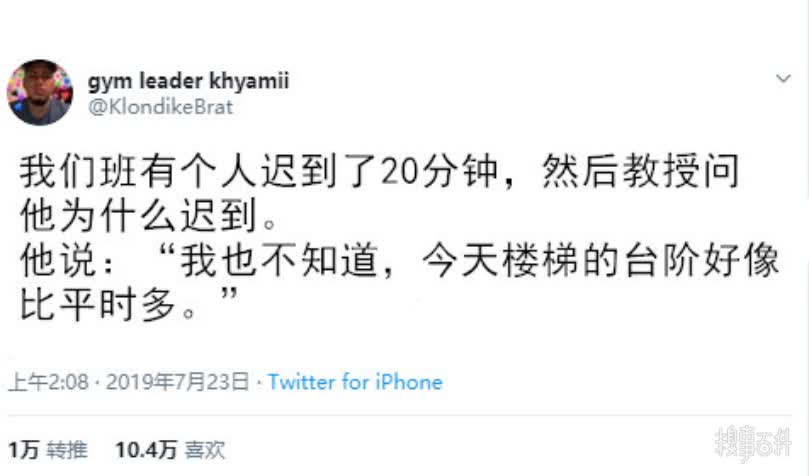 gym leader khyamii
@KlondikeBrat
我们班有个人迟到了20分钟，然后教授问
他为什么迟到。
他说：“我也不知道，今天楼梯的台阶好像
比平时多。”
上午2:08 · 2019年7月23日 · Twitter for iPhone
1万 转推 10.4万 喜欢